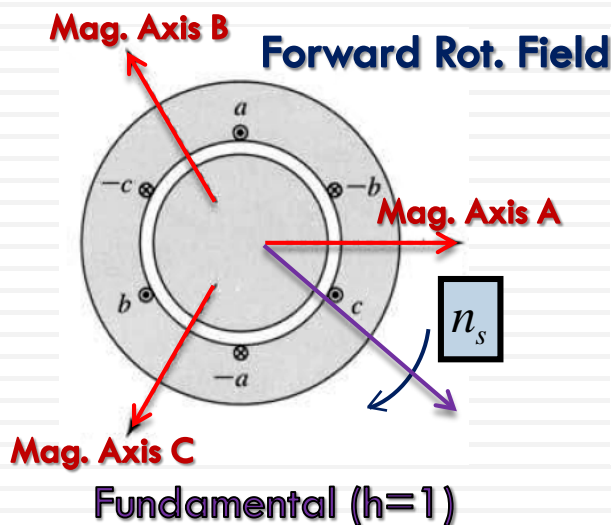 Mag. Axis B
Forward Rot. Field
a
-c
-b
Mag. Axis A
b
c
n_s
-a
Mag. Axis C
Fundamental (h=1)